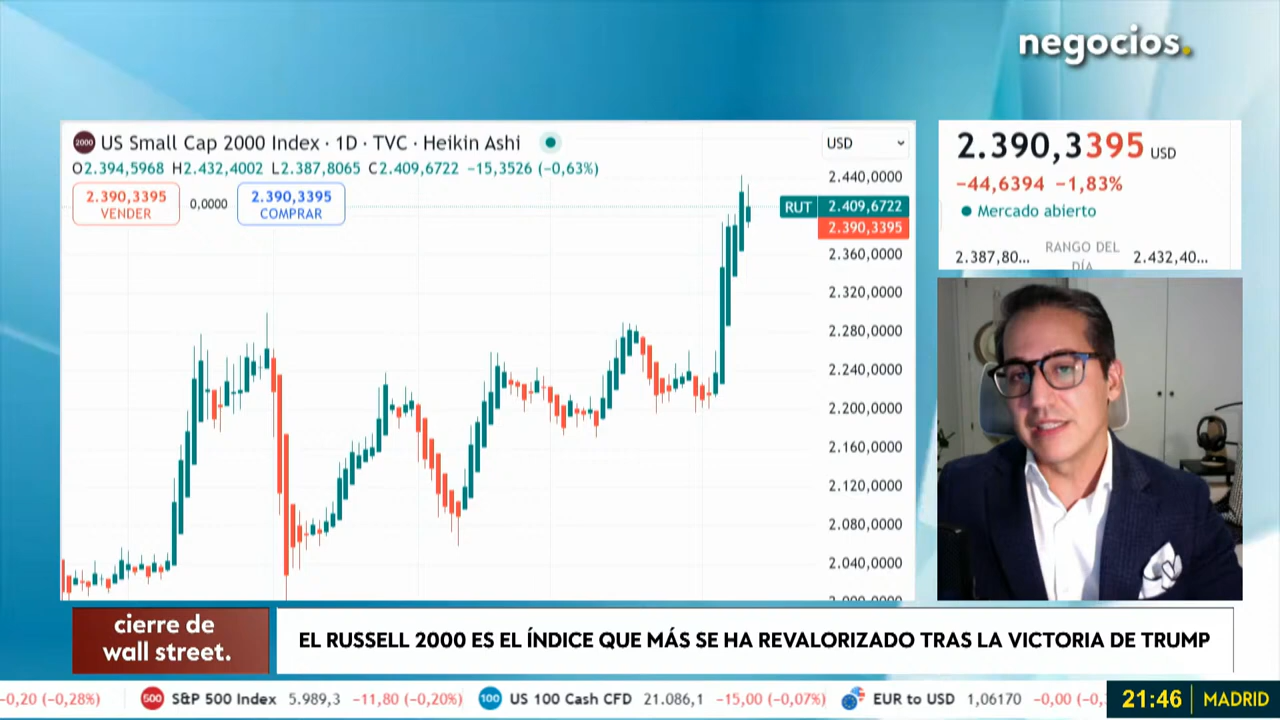 negocios.
2000 US Small Cap 2000 Index · 1D · TVC · Heikin Ashi
O2.394,5968 H2.432,4002 L2.387,8065 C2.409,6722 −15,3526 (−0,63%)
2.390,3395
VENDER
0,0000
2.390,3395
COMPRAR
USD
2.440,0000
RUT 2.409,6722
2.390,3395
2.360,0000
2.320,0000
2.280,0000
2.240,0000
2.200,0000
2.160,0000
2.120,0000
2.080,0000
2.040,0000
2.390,3395 USD
−44,6394 −1,83%
Mercado abierto
2.387,80... RANGO DEL DÍA 2.432,40...
cierre de
wall street.
EL RUSSELL 2000 ES EL ÍNDICE QUE MÁS SE HA REVALORIZADO TRAS LA VICTORIA DE TRUMP
−0,20 (−0,28%) 500 S&P 500 Index 5.989,3 −11,80 (−0,20%) 100 US 100 Cash CFD 21.086,1 −15,00 (−0,07%) EUR to USD 1,06170 −0,00 (−0,
21:46 MADRID